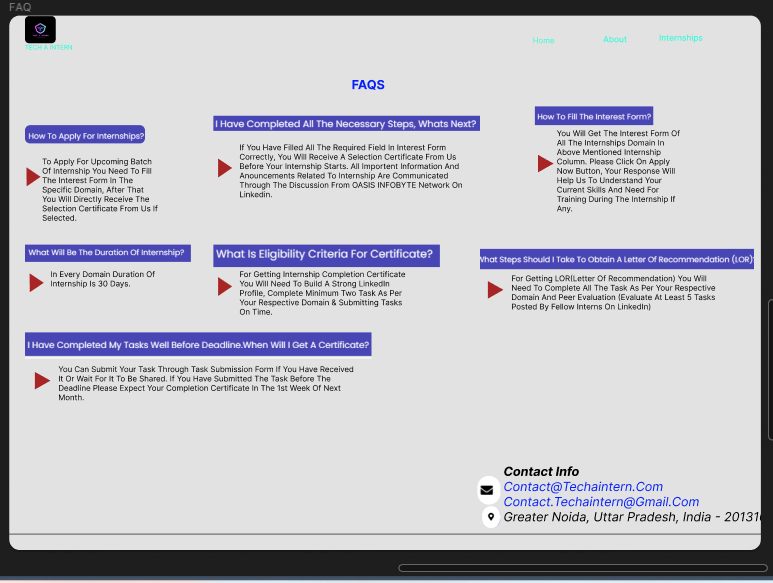 FAQ
TECH A INTERN
Home
About
Internships
FAQS
How To Apply For Internships?
To Apply For Upcoming Batch
Of Internship You Need To Fill
The Interest Form In The
Specific Domain, After That
You Will Directly Receive The
Selection Certificate From Us If
Selected.
I Have Completed All The Necessary Steps, Whats Next?
If You Have Filled All The Required Field In Interest Form
Correctly, You Will Receive A Selection Certificate From Us
Before Your Internship Starts. All Importent Information And
Anouncements Related To Internship Are Communicated
Through The Discussion From OASIS INFOBYTE Network On
Linkedin.
How To Fill The Interest Form?
You Will Get The Interest Form Of
All The Internships Domain In
Above Mentioned Internship
Column. Please Click On Apply
Now Button, Your Response Will
Help Us To Understand Your
Current Skills And Need For
Training During The Internship If
Any.
What Will Be The Duration Of Internship?
In Every Domain Duration Of
Internship Is 30 Days.
What Is Eligibility Criteria For Certificate?
For Getting Internship Completion Certificate
You Will Need To Build A Strong LinkedIn
Profile, Complete Minimum Two Task As Per
Your Respective Domain & Submitting Tasks
On Time.
What Steps Should I Take To Obtain A Letter Of Recommendation (LOR)?
For Getting LOR(Letter Of Recommendation) You Will
Need To Complete All The Task As Per Your Respective
Domain And Peer Evaluation (Evaluate At Least 5 Tasks
Posted By Fellow Interns On LinkedIn)
I Have Completed My Tasks Well Before Deadline.When Will I Get A Certificate?
You Can Submit Your Task Through Task Submission Form If You Have Received
It Or Wait For It To Be Shared. If You Have Submitted The Task Before The
Deadline Please Expect Your Completion Certificate In The 1st Week Of Next
Month.
Contact Info
Contact@Techaintern.Com
Contact.Techaintern@Gmail.Com
Greater Noida, Uttar Pradesh, India - 20131